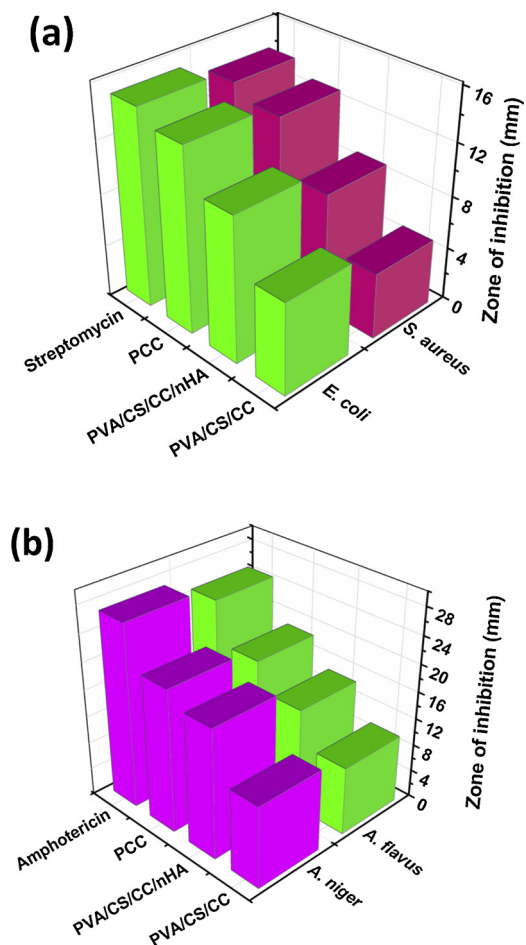 (a)
16
12
8
4
0
Zone of inhibition (mm)
Streptomycin
PCC
PVA/CS/CC/nHA
PVA/CS/CC
E. coli
S. aureus
(b)
28
24
20
16
12
8
4
0
Zone of inhibition (mm)
Amphotericin
PCC
PVA/CS/CC/nHA
PVA/CS/CC
A. niger
A. flavus